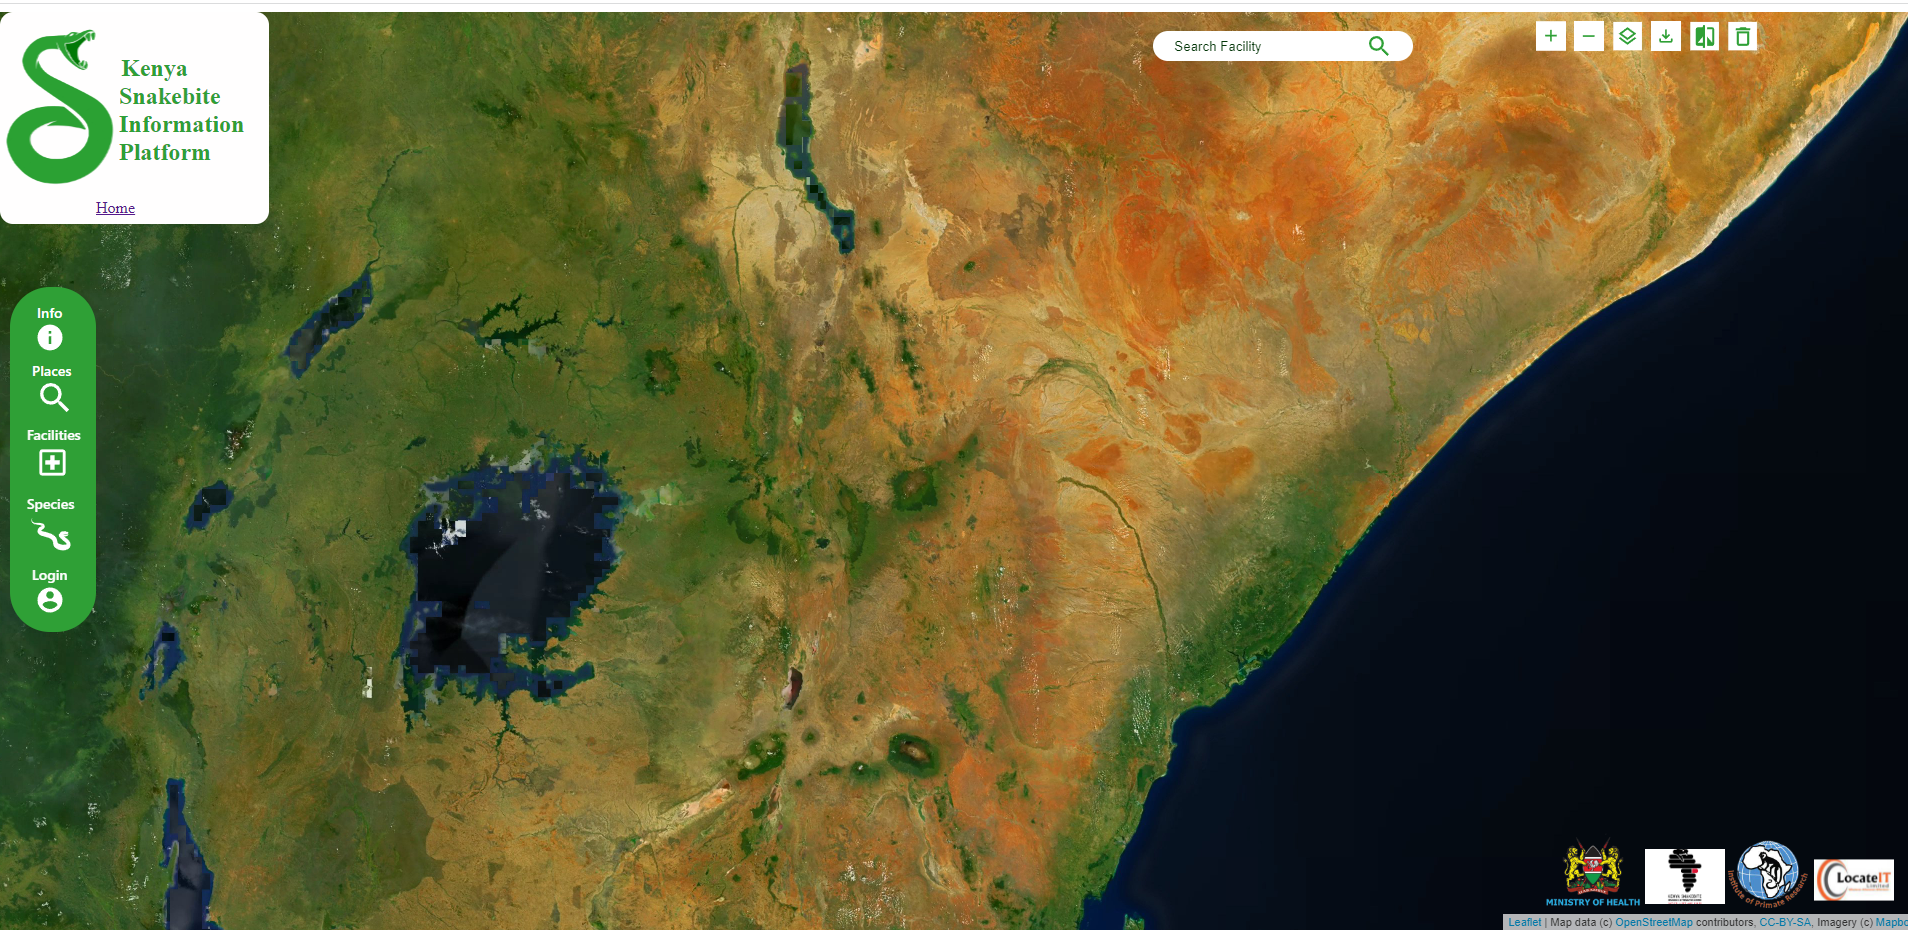 Kenya
Snakebite
Information
Platform
Home
Search Facility
Info
Places
Facilities
Species
Login
MINISTRY OF HEALTH
Institute of Primate Research
LocateIT
Limited
Leaflet | Map data (c) OpenStreetMap contributors, CC-BY-SA, Imagery (c) Mapbo